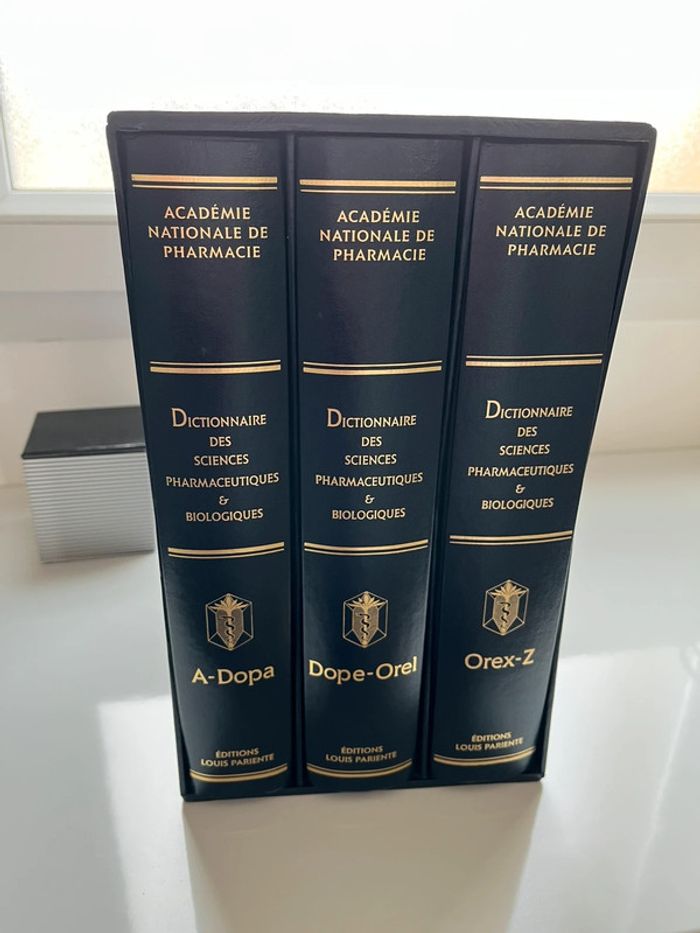 ACADÉMIE
NATIONALE DE
PHARMACIE
DICTIONNAIRE
DES
SCIENCES
PHARMACEUTIQUES
&
BIOLOGIQUES
A-Dopa
ÉDITIONS
LOUIS PARIENTE
ACADÉMIE
NATIONALE DE
PHARMACIE
DICTIONNAIRE
DES
SCIENCES
PHARMACEUTIQUES
&
BIOLOGIQUES
Dope-Orel
ÉDITIONS
LOUIS PARIENTE
ACADÉMIE
NATIONALE DE
PHARMACIE
DICTIONNAIRE
DES
SCIENCES
PHARMACEUTIQUES
&
BIOLOGIQUES
Orex-Z
ÉDITIONS
LOUIS PARIENTE